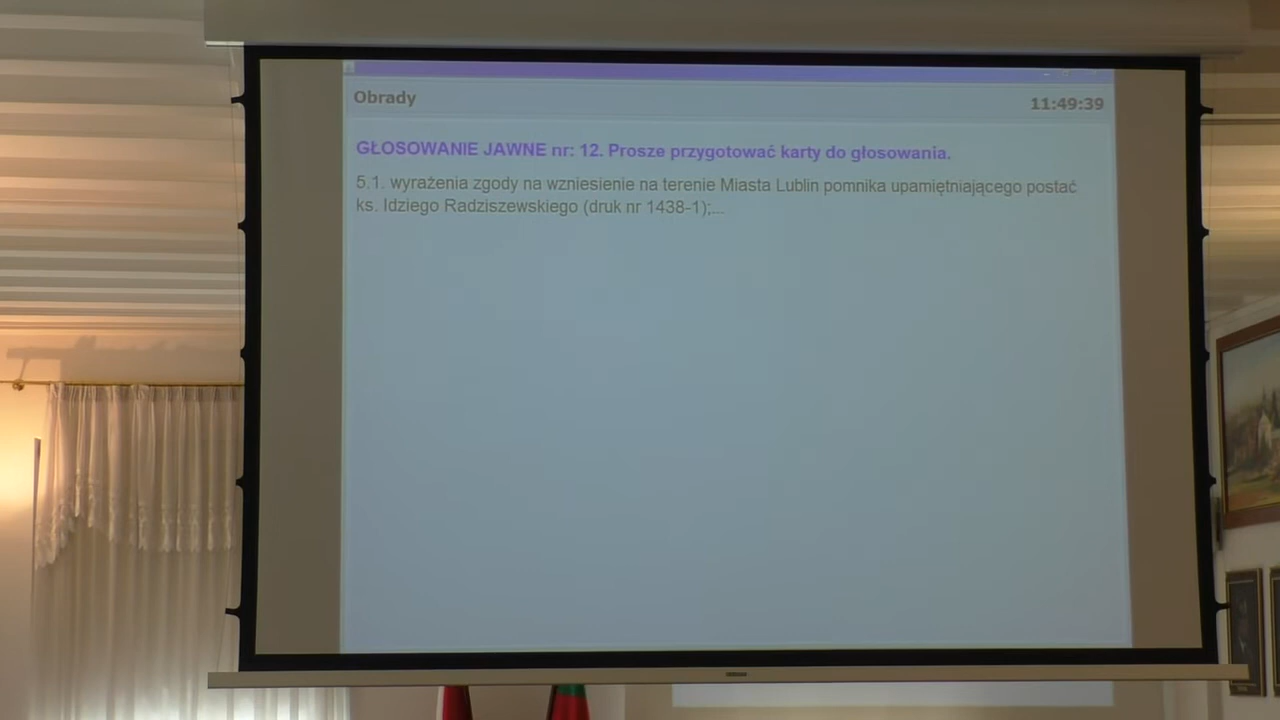 Obrady
11:49:39
GŁOSOWANIE JAWNE nr: 12. Prosze przygotować karty do głosowania.
5.1. wyrażenia zgody na wzniesienie na terenie Miasta Lublin pomnika upamiętniającego postać
ks. Idziego Radziszewskiego (druk nr 1438-1);...